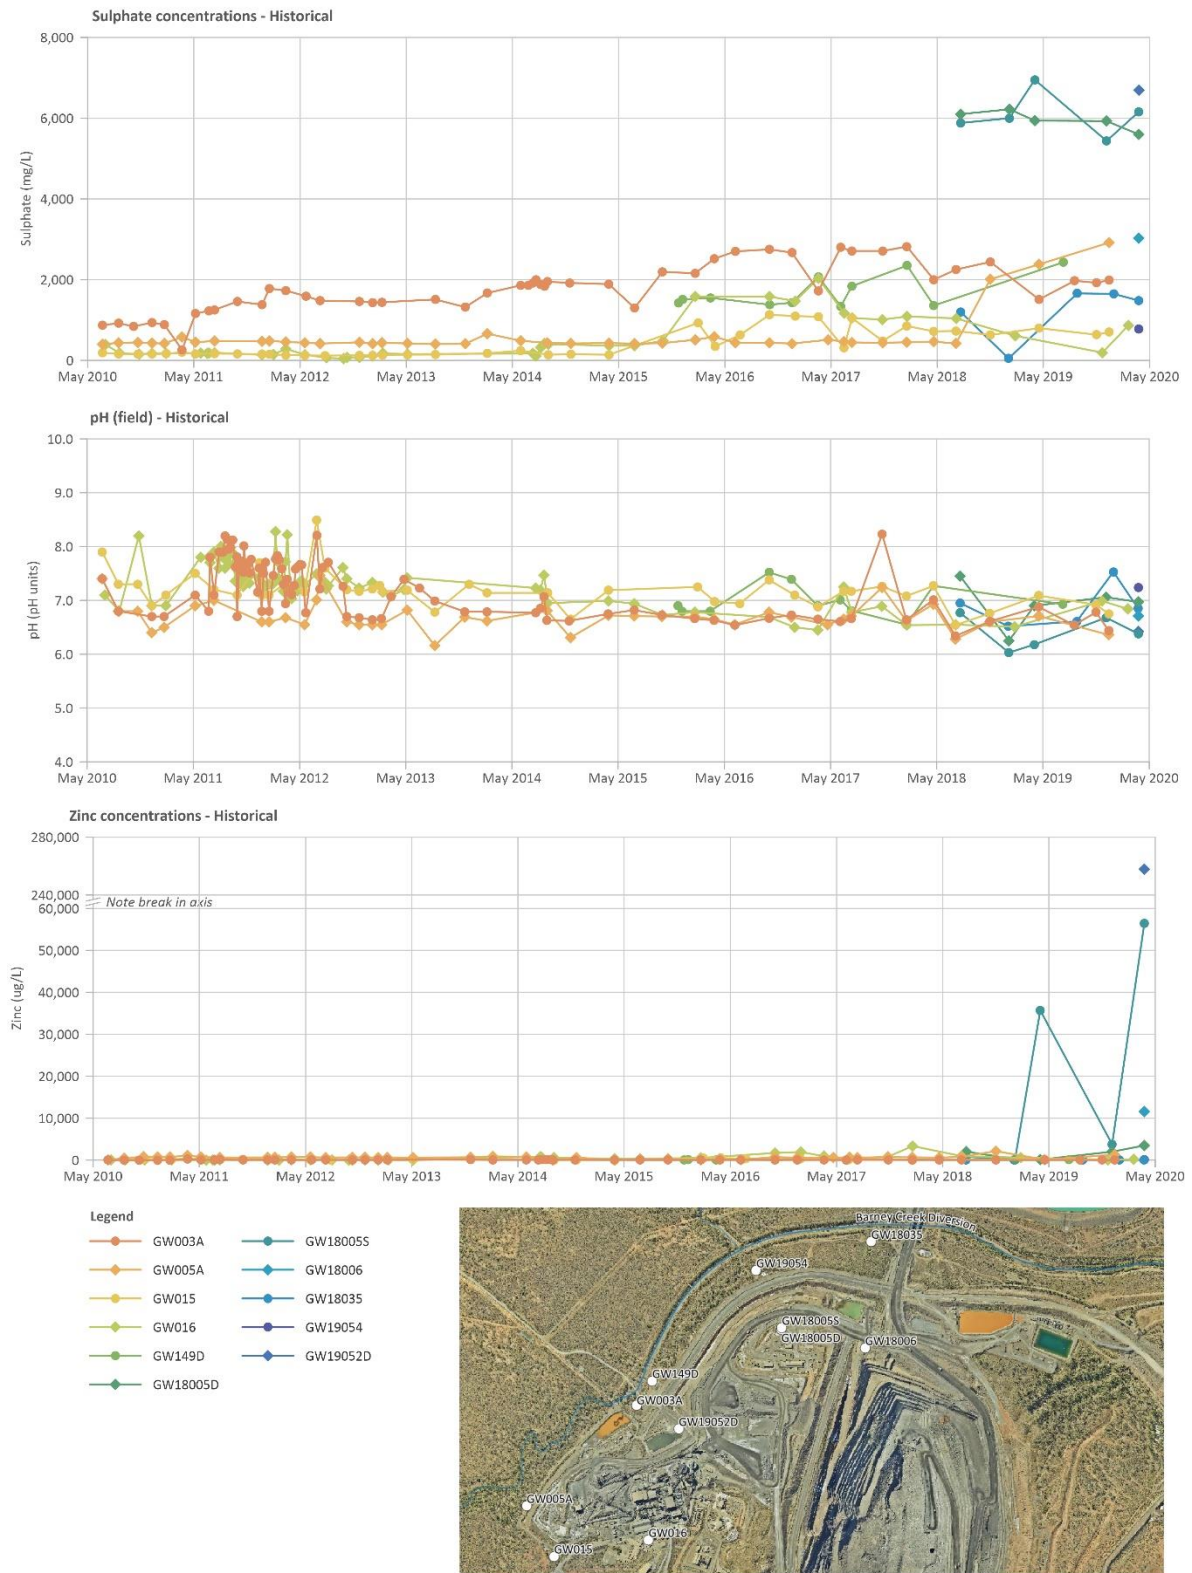 Sulphate concentrations - Historical
8,000
6,000
4,000
2,000
0
Sulphate (mg/L)
May 2010 May 2011 May 2012 May 2013 May 2014 May 2015 May 2016 May 2017 May 2018 May 2019 May 2020
pH (field) - Historical
10.0
9.0
8.0
7.0
6.0
5.0
4.0
pH (pH units)
May 2010 May 2011 May 2012 May 2013 May 2014 May 2015 May 2016 May 2017 May 2018 May 2019 May 2020
Zinc concentrations - Historical
280,000
240,000
Note break in axis
60,000
50,000
40,000
30,000
20,000
10,000
0
Zinc (ug/L)
May 2010 May 2011 May 2012 May 2013 May 2014 May 2015 May 2016 May 2017 May 2018 May 2019 May 2020
Legend
GW003A GW18005S
GW005A GW18006
GW015 GW18035
GW016 GW19054
GW149D GW19052D
GW18005D
Barney Creek Diversion
GW18035
GW19054
GW18005S
GW18005D
GW18006
GW149D
GW003A
GW19052D
GW005A
GW016
GW015